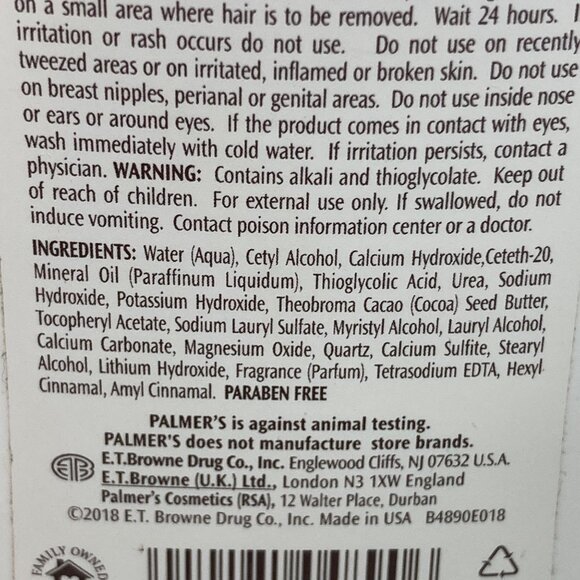 on a small area where hair is to be removed. Wait 24 hours. I
irritation or rash occurs do not use. Do not use on recently
tweezed areas or on irritated, inflamed or broken skin. Do not use
on breast nipples, perianal or genital areas. Do not use inside nose
or ears or around eyes. If the product comes in contact with eyes,
wash immediately with cold water. If irritation persists, contact a
physician. WARNING: Contains alkali and thioglycolate. Keep out
of reach of children. For external use only. If swallowed, do not
induce vomiting. Contact poison information center or a doctor.
INGREDIENTS: Water (Aqua), Cetyl Alcohol, Calcium Hydroxide,Ceteth-20,
Mineral Oil (Paraffinum Liquidum), Thioglycolic Acid, Urea, Sodium
Hydroxide, Potassium Hydroxide, Theobroma Cacao (Cocoa) Seed Butter,
Tocopheryl Acetate, Sodium Lauryl Sulfate, Myristyl Alcohol, Lauryl Alcohol,
Calcium Carbonate, Magnesium Oxide, Quartz, Calcium Sulfite, Stearyl
Alcohol, Lithium Hydroxide, Fragrance (Parfum), Tetrasodium EDTA, Hexyl
Cinnamal, Amyl Cinnamal. PARABEN FREE
PALMER'S is against animal testing.
PALMER'S does not manufacture store brands.
ETB
E.T.Browne Drug Co., Inc. Englewood Cliffs, NJ 07632 U.S.A.
E.T.Browne (U.K.) Ltd., London N3 1XW England
Palmer's Cosmetics (RSA), 12 Walter Place, Durban
©2018 E.T. Browne Drug Co., Inc. Made in USA B4890E018
FAMILY OWNED